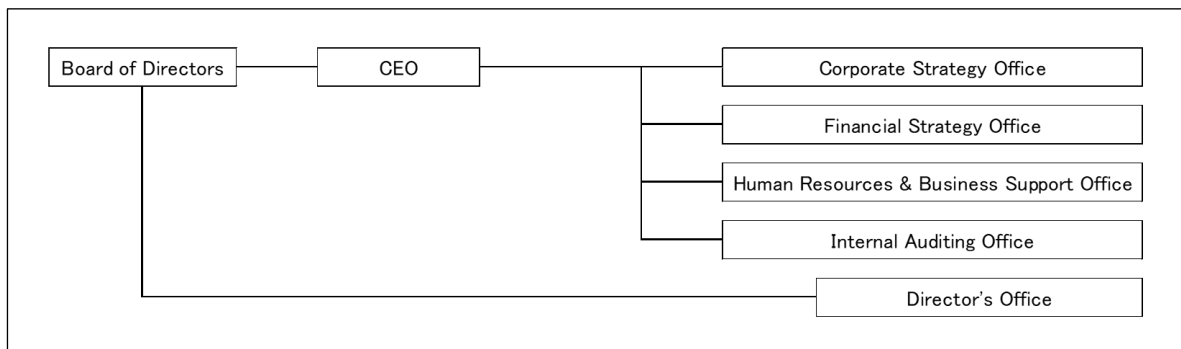 Board of Directors
CEO
Corporate Strategy Office
Financial Strategy Office
Human Resources & Business Support Office
Internal Auditing Office
Director's Office